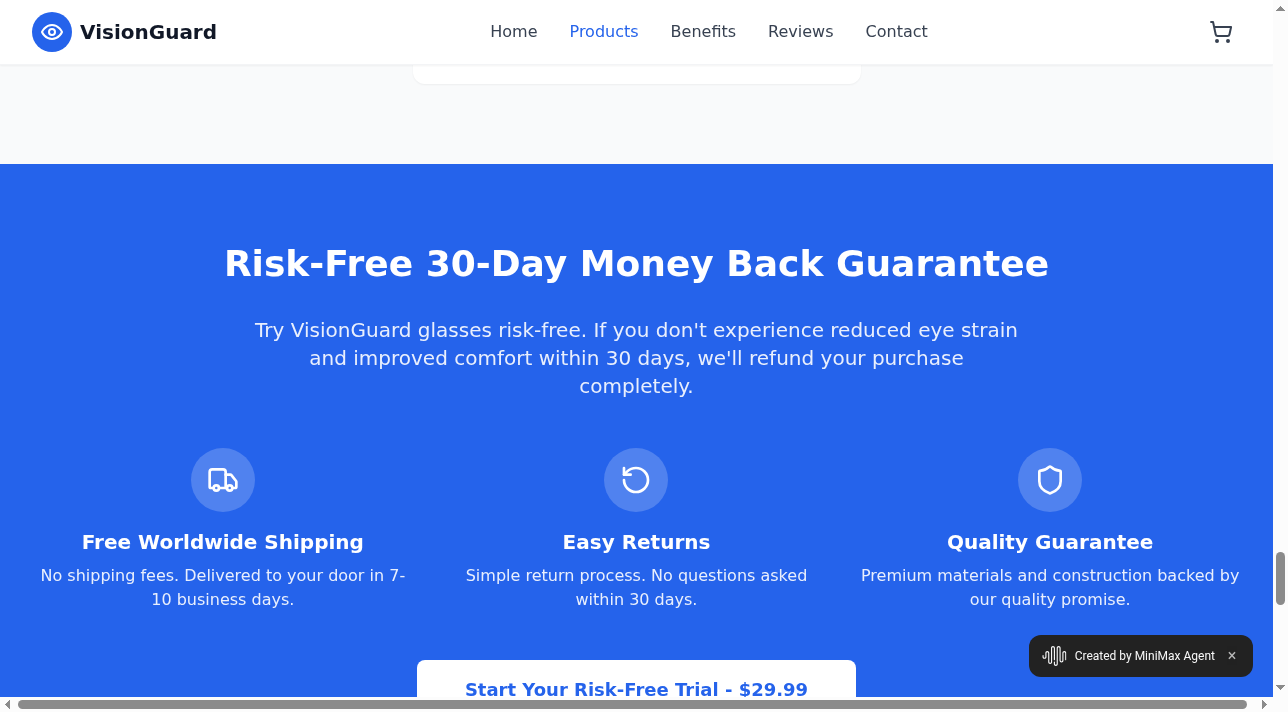 VisionGuard
Home Products Benefits Reviews Contact
Risk-Free 30-Day Money Back Guarantee
Try VisionGuard glasses risk-free. If you don't experience reduced eye strain
and improved comfort within 30 days, we'll refund your purchase
completely.
Free Worldwide Shipping
No shipping fees. Delivered to your door in 7-
10 business days.
Easy Returns
Simple return process. No questions asked
within 30 days.
Quality Guarantee
Premium materials and construction backed by
our quality promise.
Created by MiniMax Agent ×
Start Your Risk-Free Trial - $29.99